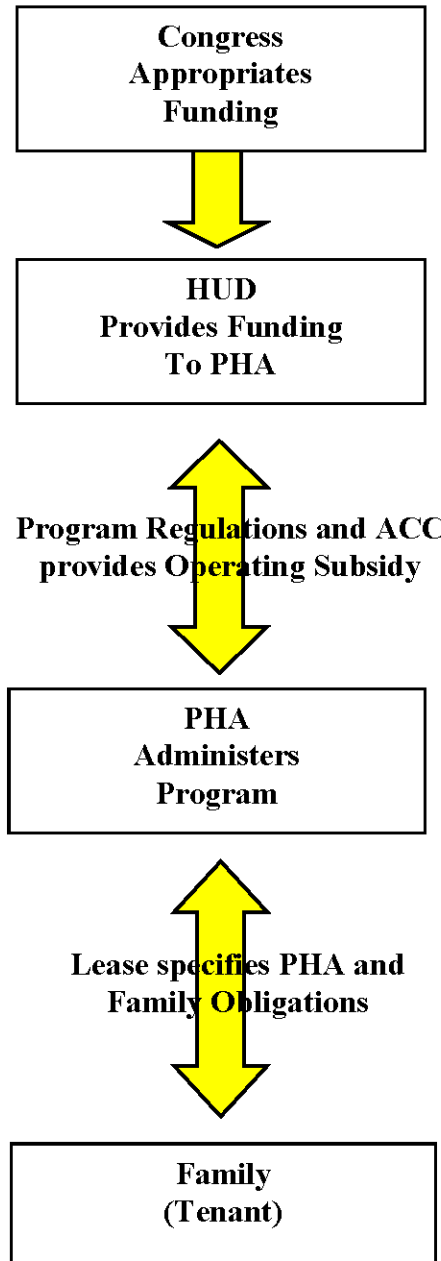 Congress
Appropriates
Funding
HUD
Provides Funding
To PHA
Program Regulations and ACC
provides Operating Subsidy
PHA
Administers
Program
Lease specifies PHA and
Family Obligations
Family
(Tenant)